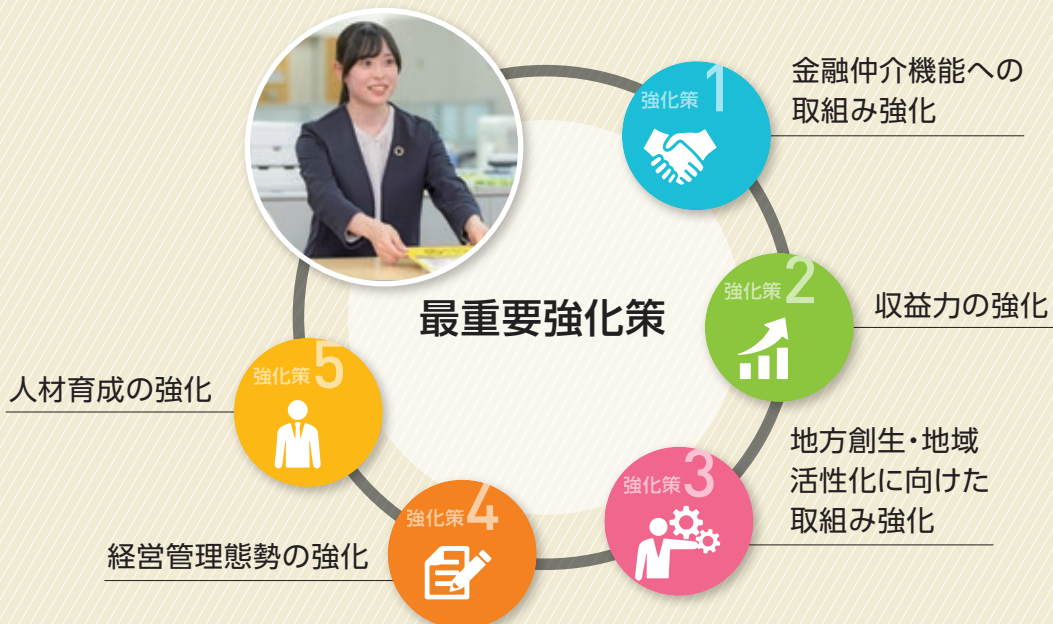 最重要強化策
強化策1
金融仲介機能への
取組み強化
強化策2
収益力の強化
強化策3
地方創生・地域
活性化に向けた
取組み強化
強化策4
経営管理態勢の強化
強化策5
人材育成の強化